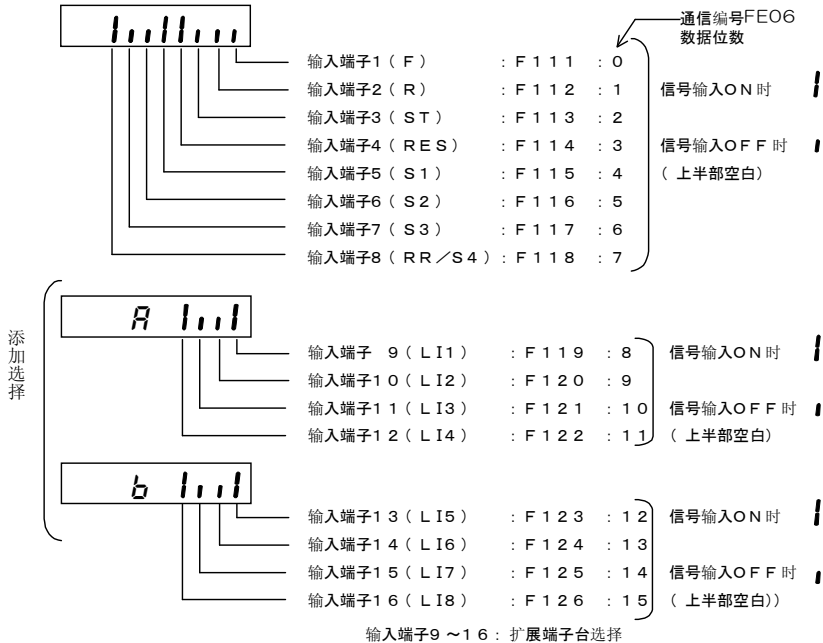 通信编号FE06
数据位数
输入端子1(F) :F111 :0
输入端子2(R) :F112 :1 信号输入ON时
输入端子3(ST) :F113 :2
输入端子4(RES) :F114 :3 信号输入OFF时
输入端子5(S1) :F115 :4 (上半部空白)
输入端子6(S2) :F116 :5
输入端子7(S3) :F117 :6
输入端子8(RR/S4):F118 :7
添加选择
A
输入端子 9(LI1) :F119 :8 信号输入ON时
输入端子10(LI2) :F120 :9
输入端子11(LI3) :F121 :10 信号输入OFF时
输入端子12(LI4) :F122 :11 (上半部空白)
b
输入端子13(LI5) :F123 :12 信号输入ON时
输入端子14(LI6) :F124 :13
输入端子15(LI7) :F125 :14 信号输入OFF时
输入端子16(LI8) :F126 :15 (上半部空白))
输入端子9~16:扩展端子台选择